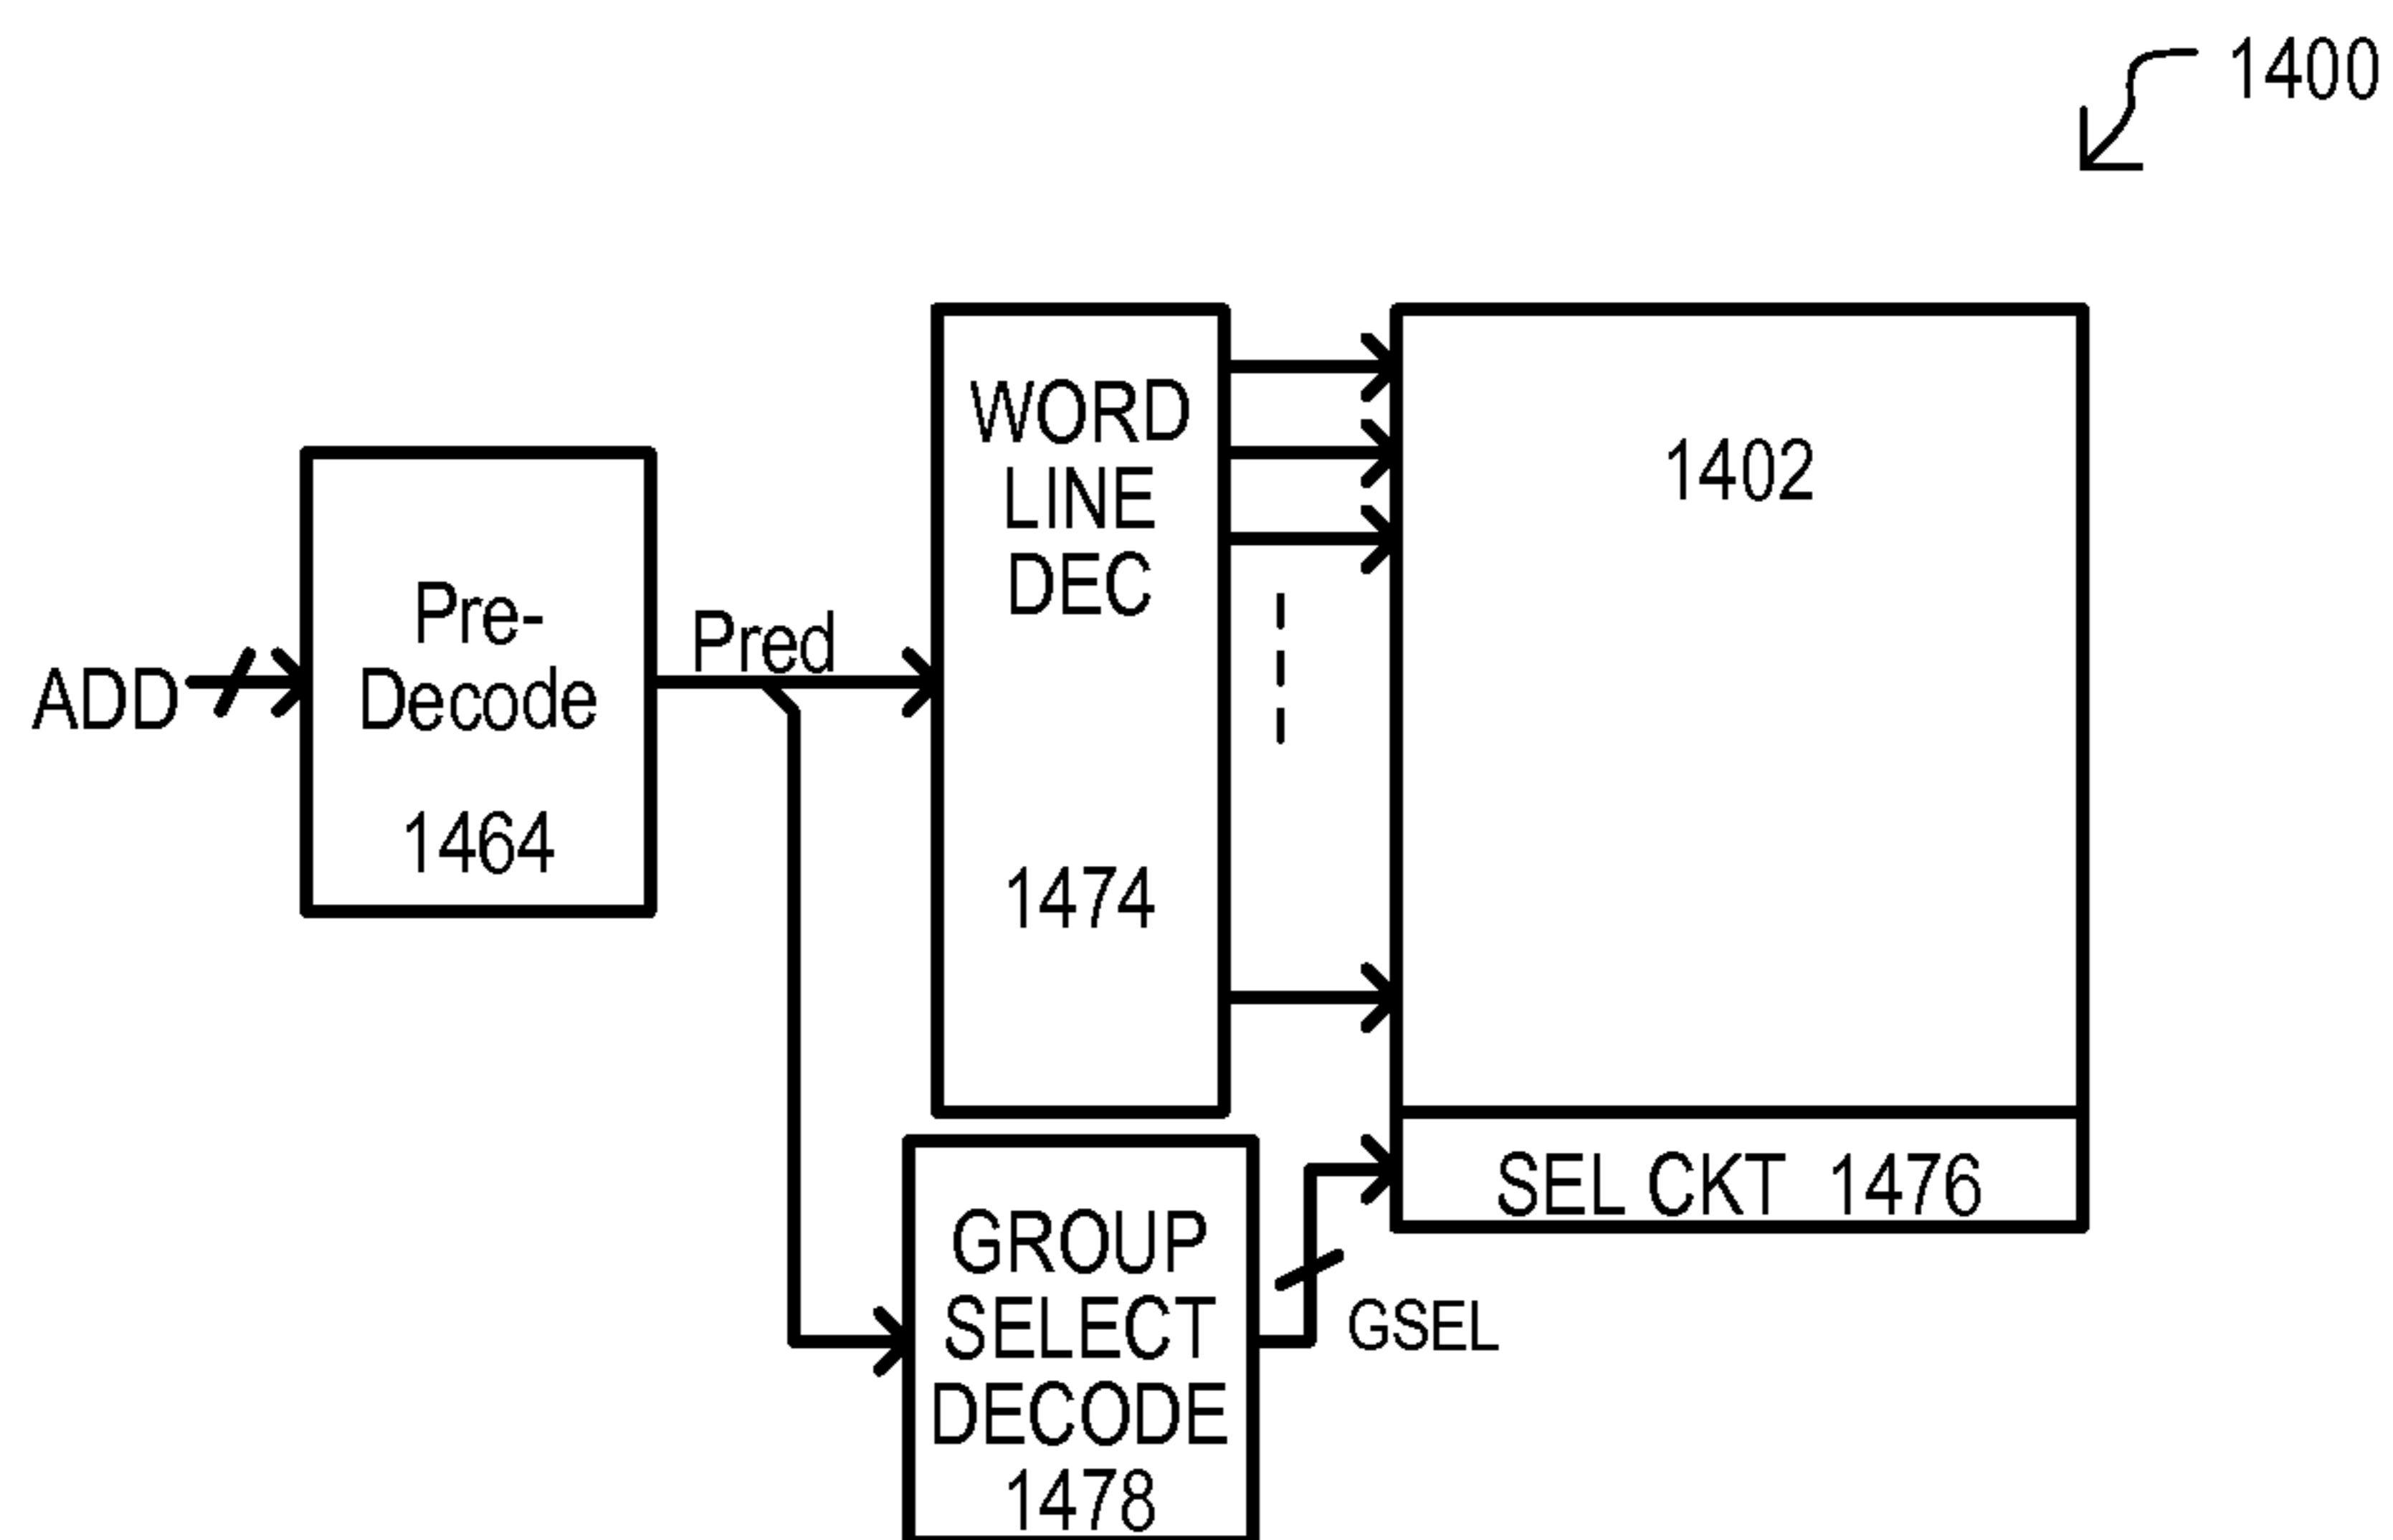 1400
WORD
LINE
DEC
1474
1402
Pre-
Decode
1464
ADD
Pred
SEL CKT 1476
GROUP
SELECT
DECODE
1478
GSEL